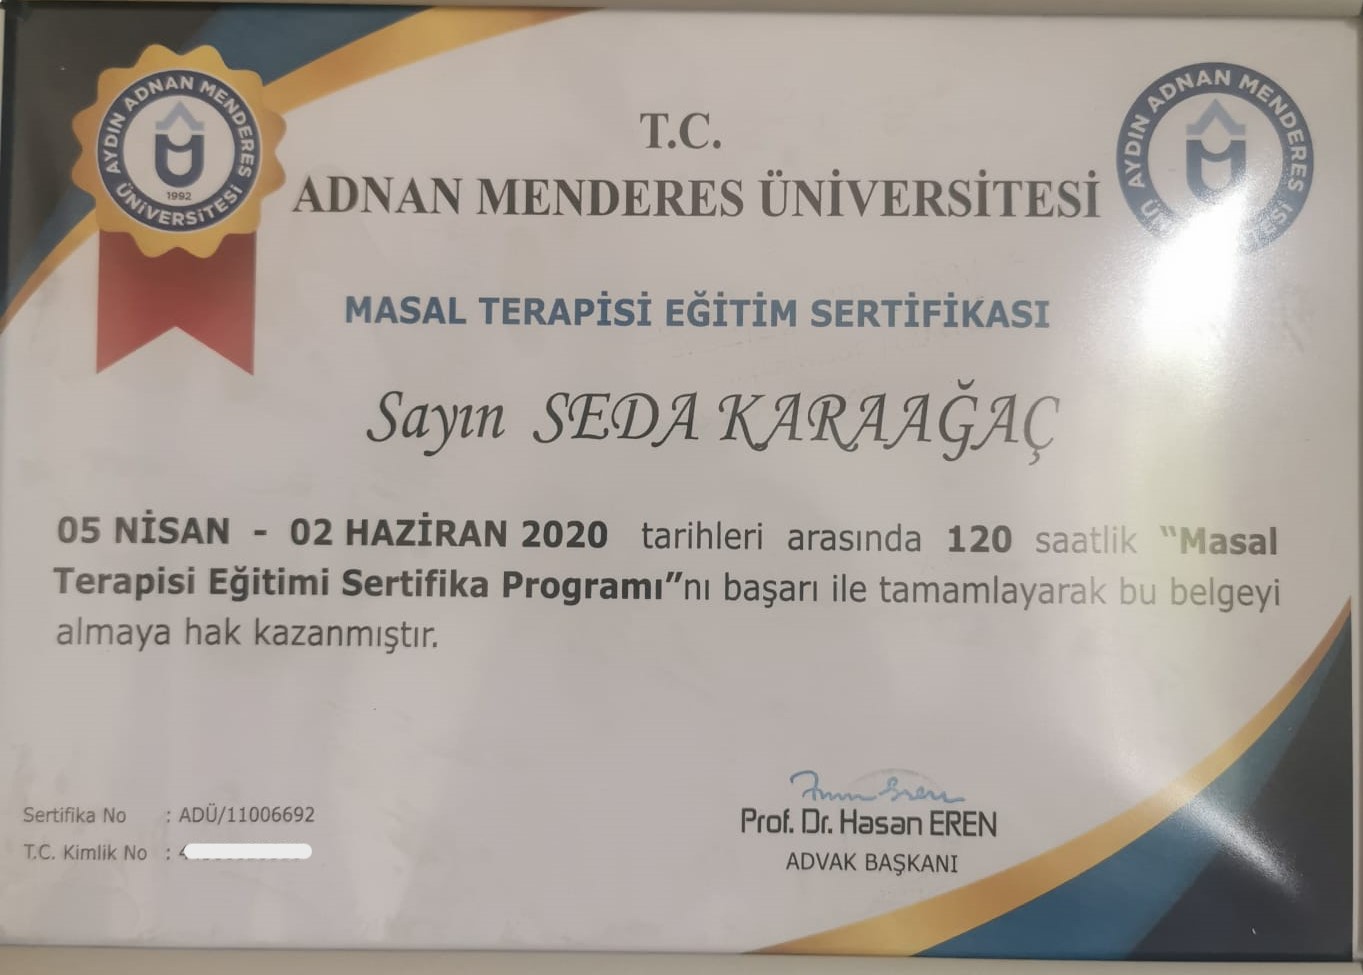 AYDIN ADNAN MENDERES ÜNİVERSİTESİ
1992
AYDIN ADNAN MENDERES
T.C.
ADNAN MENDERES ÜNİVERSİTESİ
MASAL TERAPİSİ EĞİTİM SERTİFİKASI
Sayın SEDA KARAAĞAÇ
05 NİSAN - 02 HAZİRAN 2020 tarihleri arasında 120 saatlik "Masal
Terapisi Eğitimi Sertifika Programı"nı başarı ile tamamlayarak bu belgeyi
almaya hak kazanmıştır.
Sertifika No : ADÜ/11006692
T.C. Kimlik No :
Prof. Dr. Hasan EREN
ADVAK BAŞKANI